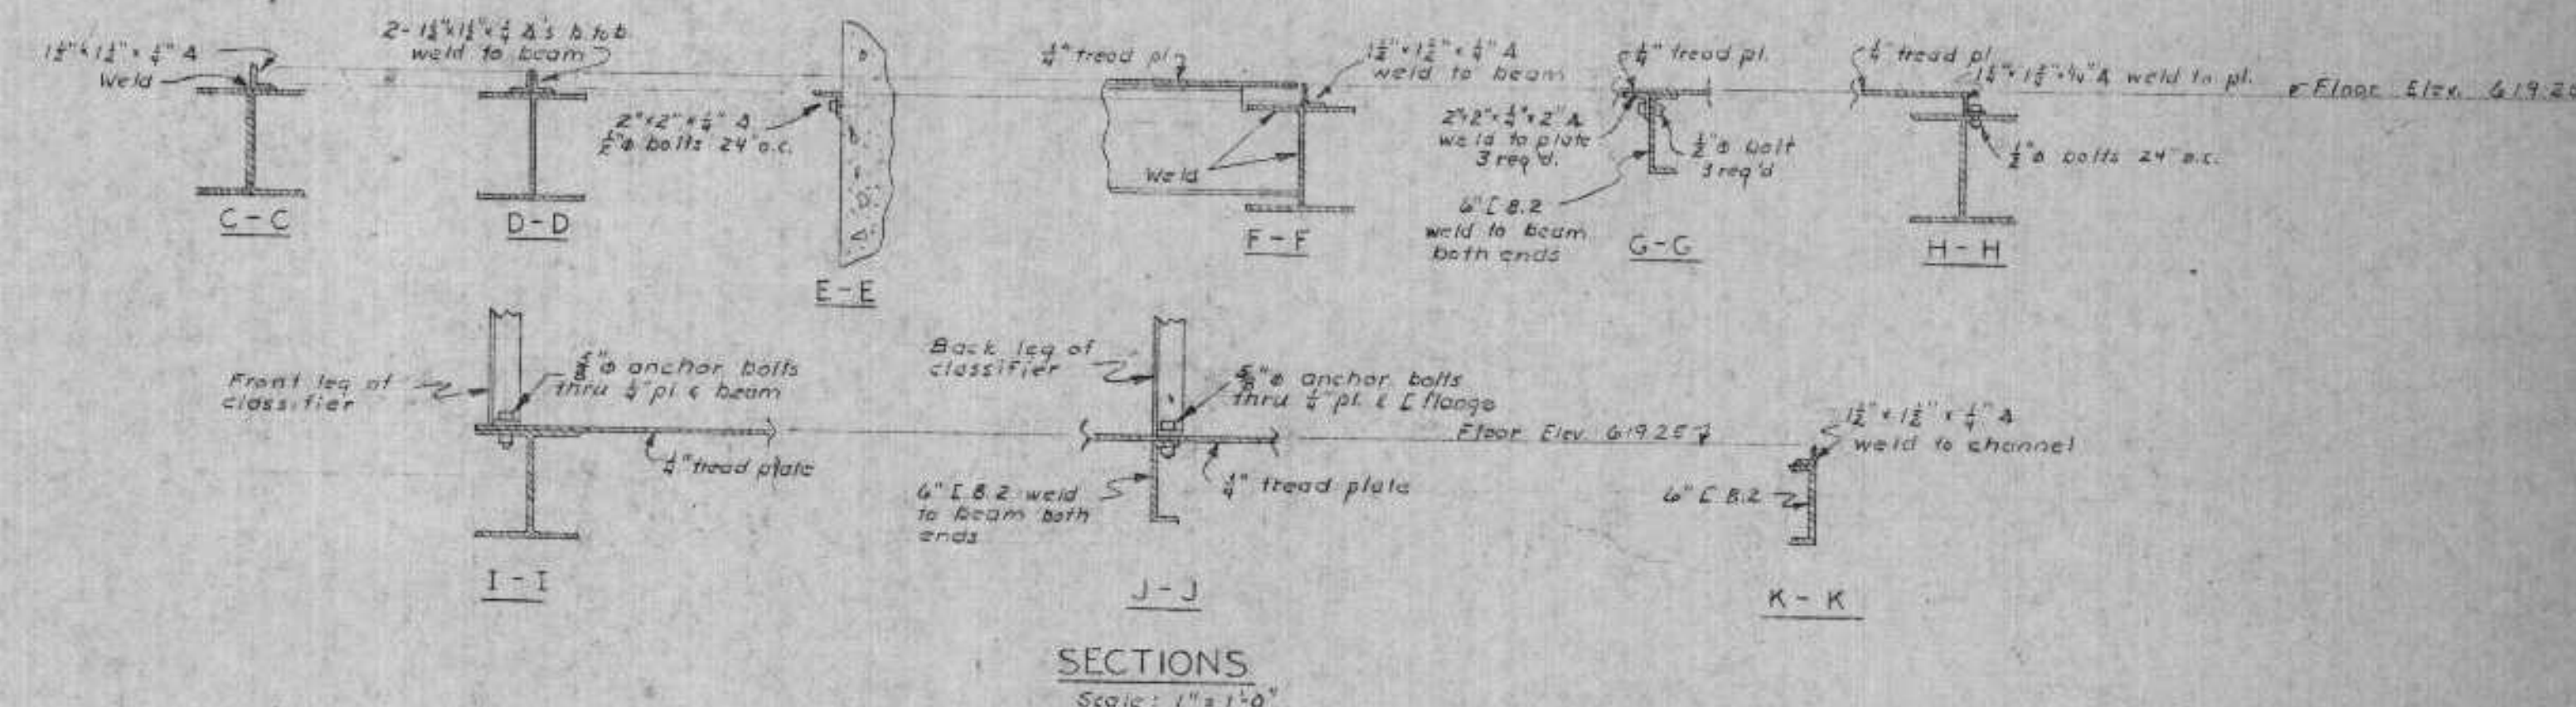 1½" × 1½" × ¼" ∆
Weld
C - C
2 - 1½" × 1½" × ¼ ∆'s b. to b.
weld to beam
D - D
2" × 2" × ¼" ∆
½" ⌀ bolts 24" o.c.
E - E
¼" tread pl.
1½" × 1½" × ¼" ∆
weld to beam
Weld
F - F
¼" tread pl.
2" × 2" × ¼" × 2" ∆
weld to plate
3 req'd.
½" ⌀ bolt
3 req'd
6" [ 8.2
weld to beam
both ends
G - G
¼" tread pl.
1½" × 1½" × ¼" ∆ weld to pl.
Floor Elev.
½" ⌀ bolts 24" o.c.
H - H
Front leg of
classifier
⅝" ⌀ anchor bolts
thru ¼" pl. & beam
¼" tread plate
I - I
Back leg of
classifier
⅝" ⌀ anchor bolts
thru ¼" pl. & [ flange
Floor Elev. 619.25
6" [ 8.2 weld
to beam both
ends
¼" tread plate
J - J
1½" × 1½" × ¼" ∆
weld to channel
6" [ 8.2
K - K
SECTIONS
Scale: 1" = 1'-0"